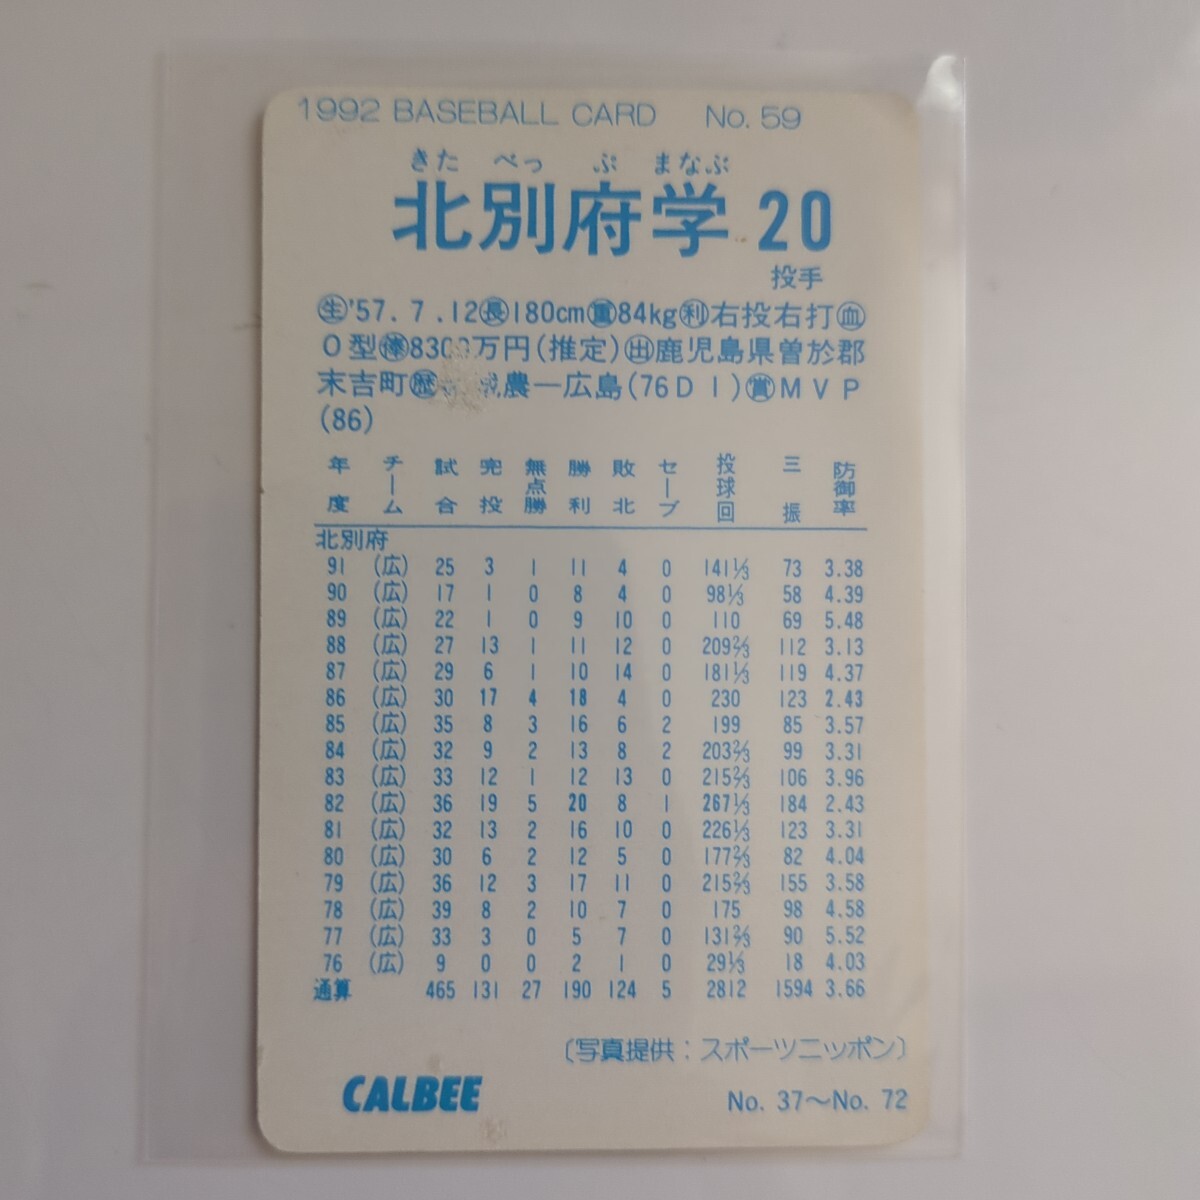 1992 BASEBALL CARD No. 59
きた べっ ぷ まなぶ
北別府学 20
投手
㊓'57.7.12㊐180cm㊇84kg㊑右投右打㊷
O型 万円(推定)㊼鹿児島県曽於郡
末吉町 農―広島(76DI)MVP
(86)
年度 チーム 試合 完投 無点勝 勝利 敗北 セーブ 投球回 三振 防御率
北別府
91 (広) 25 3 1 11 4 0 141⅓ 73 3.38
90 (広) 17 1 0 8 4 0 98⅓ 58 4.39
89 (広) 22 1 0 9 10 0 110 69 5.48
88 (広) 27 13 1 11 12 0 209⅔ 112 3.13
87 (広) 29 6 1 10 14 0 181⅓ 119 4.37
86 (広) 30 17 4 18 4 0 230 123 2.43
85 (広) 35 8 3 16 6 2 199 85 3.57
84 (広) 32 9 2 13 8 2 203⅔ 99 3.31
83 (広) 33 12 1 12 13 0 215⅔ 106 3.96
82 (広) 36 19 5 20 8 1 267⅓ 184 2.43
81 (広) 32 13 2 16 10 0 226⅓ 123 3.31
80 (広) 30 6 2 12 5 0 177⅔ 82 4.04
79 (広) 36 12 3 17 11 0 215⅔ 155 3.58
78 (広) 39 8 2 10 7 0 175 98 4.58
77 (広) 33 3 0 5 7 0 131⅔ 90 5.52
76 (広) 9 0 0 2 1 0 29⅓ 18 4.03
通算 465 131 27 190 124 5 2812 1594 3.66
〔写真提供：スポーツニッポン〕
CALBEE
No. 37～No. 72